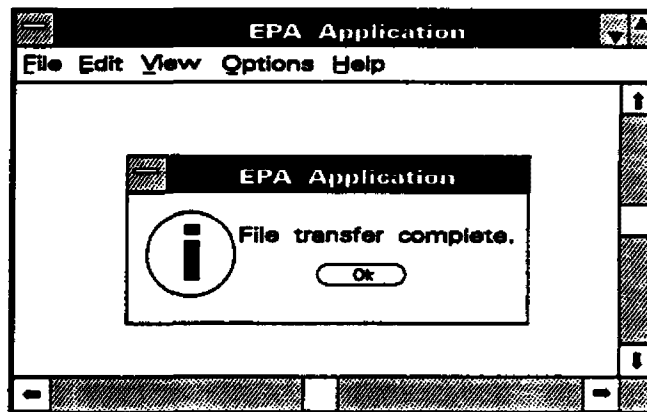 EPA Application
File Edit View Options Help
EPA Application
File transfer complete.
Ok